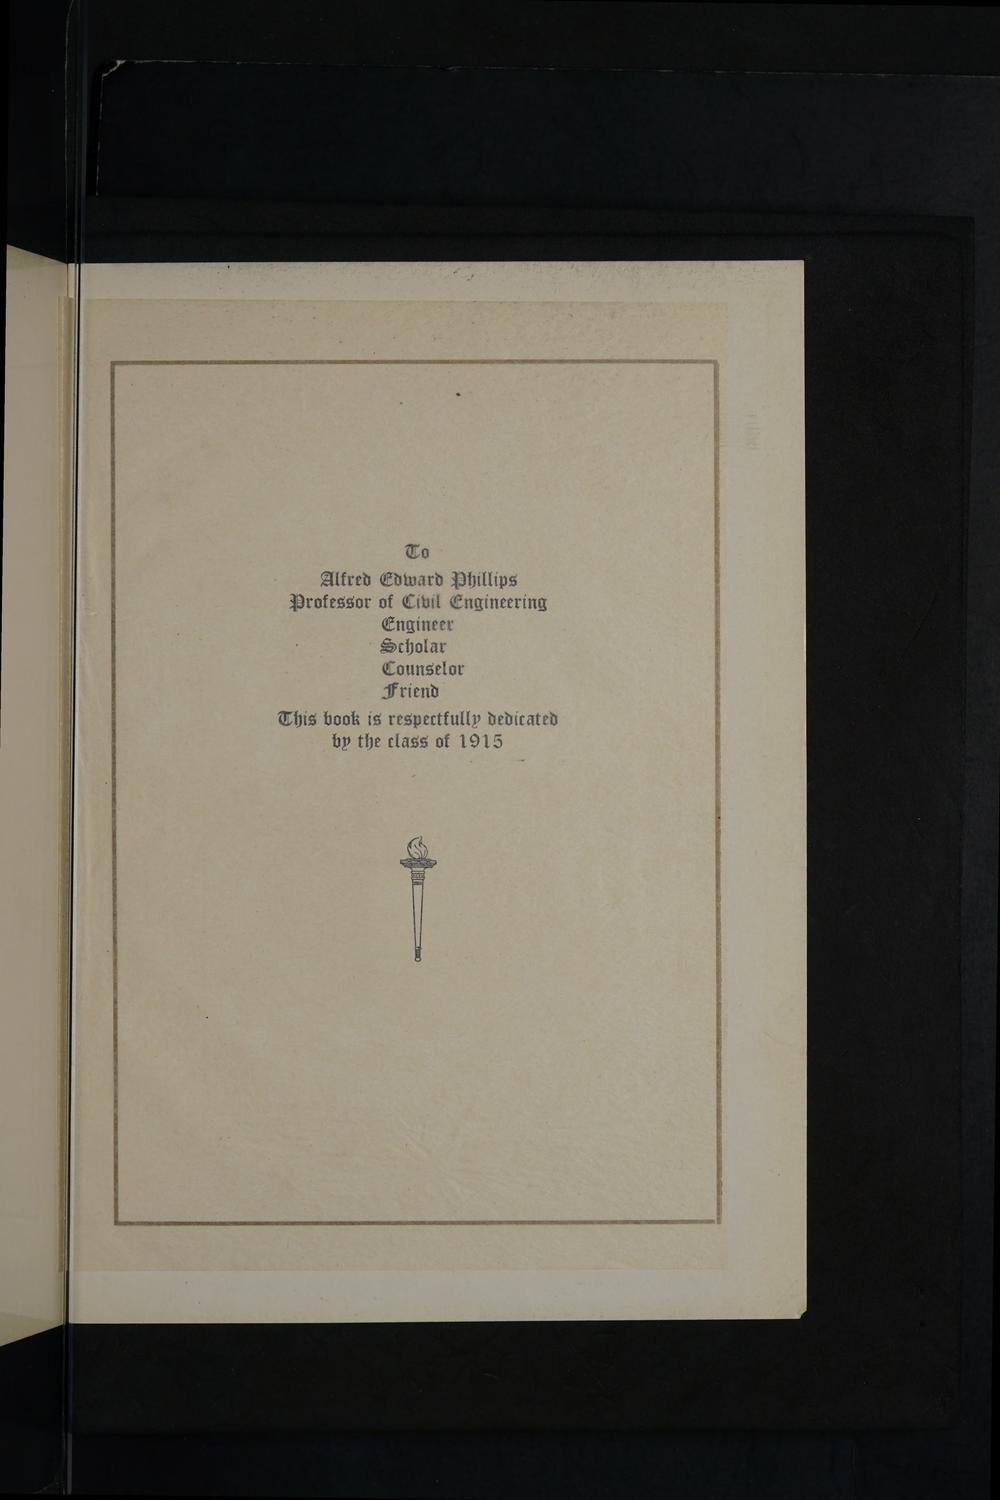 To
Alfred Edward Phillips
Professor of Civil Engineering
Engineer
Scholar
Counselor
Friend
This book is respectfully dedicated
by the class of 1915